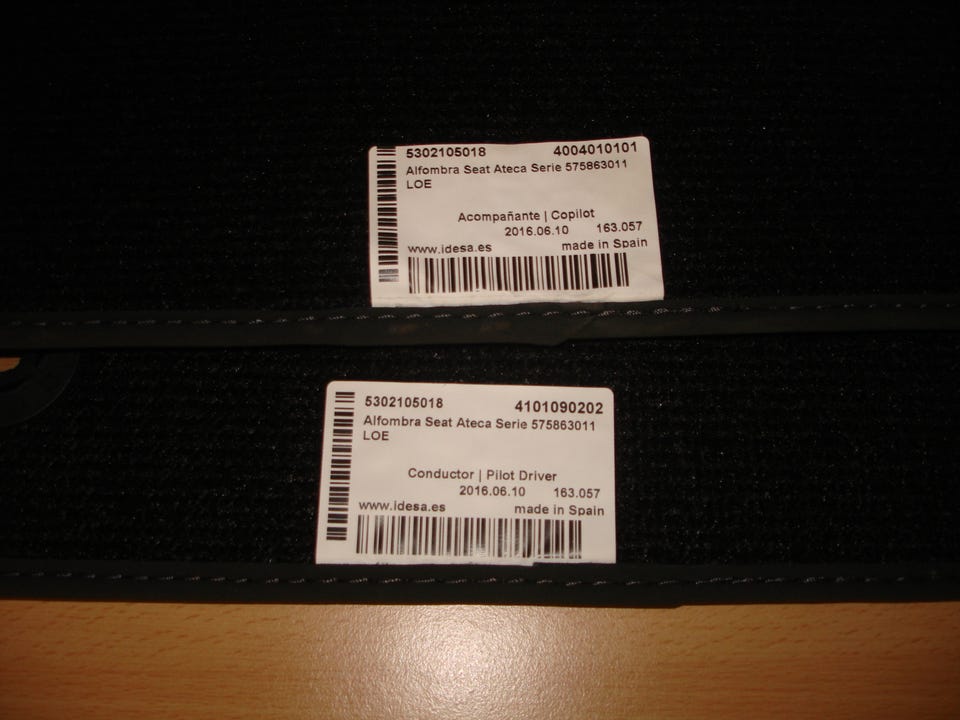 5302105018 4004010101
Alfombra Seat Ateca Serie 575863011
LOE
Acompañante | Copilot
2016.06.10 163.057
www.idesa.es made in Spain
5302105018 4101090202
Alfombra Seat Ateca Serie 575863011
LOE
Conductor | Pilot Driver
2016.06.10 163.057
www.idesa.es made in Spain